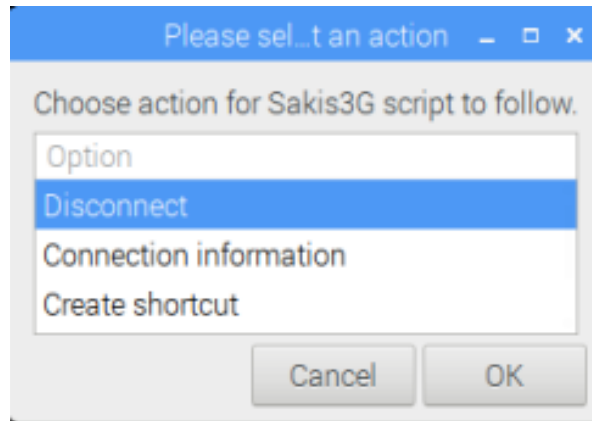 Please sel...t an action
Choose action for Sakis3G script to follow.
Option
Disconnect
Connection information
Create shortcut
Cancel OK